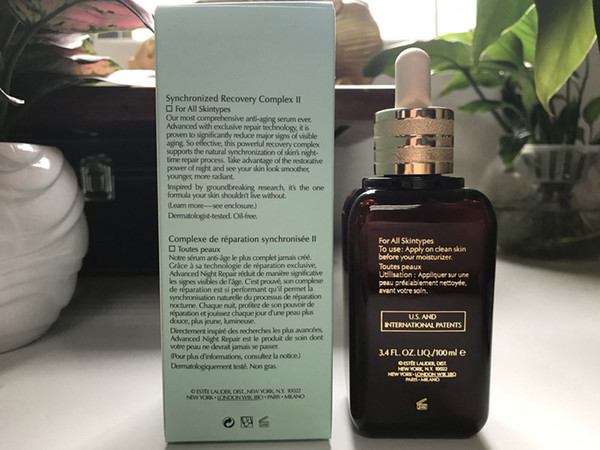 Synchronized Recovery Complex II
☐ For All Skintypes
Our most comprehensive anti-aging serum ever.
Advanced with exclusive repair technology, it is
proven to significantly reduce major signs of visible
aging. So effective, this powerful recovery complex
supports the natural synchronization of skin's night-
time repair process. Take advantage of the restorative
power of night and see your skin look smoother,
younger, more radiant.
Inspired by groundbreaking research, it's the one
formula your skin shouldn't live without.
(Learn more—see enclosure.)
Dermatologist-tested. Oil-free.
Complexe de réparation synchronisée II
☐ Toutes peaux
Notre sérum anti-âge le plus complet jamais créé.
Grâce à sa technologie de réparation exclusive,
Advanced Night Repair réduit de manière significative
les signes visibles de l'âge. C'est prouvé, son complexe
de réparation est si performant qu'il permet la
synchronisation naturelle du processus de réparation
nocturne. Chaque nuit, profitez de son pouvoir de
réparation et jouissez chaque jour d'une peau plus
douce, plus jeune, lumineuse.
Directement inspiré des recherches les plus avancées,
Advanced Night Repair est le produit de soin dont
votre peau ne devrait jamais se passer.
(Pour plus d'informations, consultez la notice.)
Dermatologiquement testé. Non gras.
© ESTÉE LAUDER, DIST. NEW YORK, N.Y. 10022
NEW YORK • LONDON W1K 3BQ • PARIS • MILANO
For All Skintypes
To use: Apply on clean skin
before your moisturizer.
Toutes peaux
Utilisation : Appliquer sur une
peau préalablement nettoyée,
avant votre soin.
U.S. AND
INTERNATIONAL PATENTS
3.4 FL. OZ. LIQ./100 ml ℮
© ESTÉE LAUDER, DIST.
NEW YORK, N.Y. 10022
NEW YORK • LONDON W1K 3BQ
PARIS • MILANO